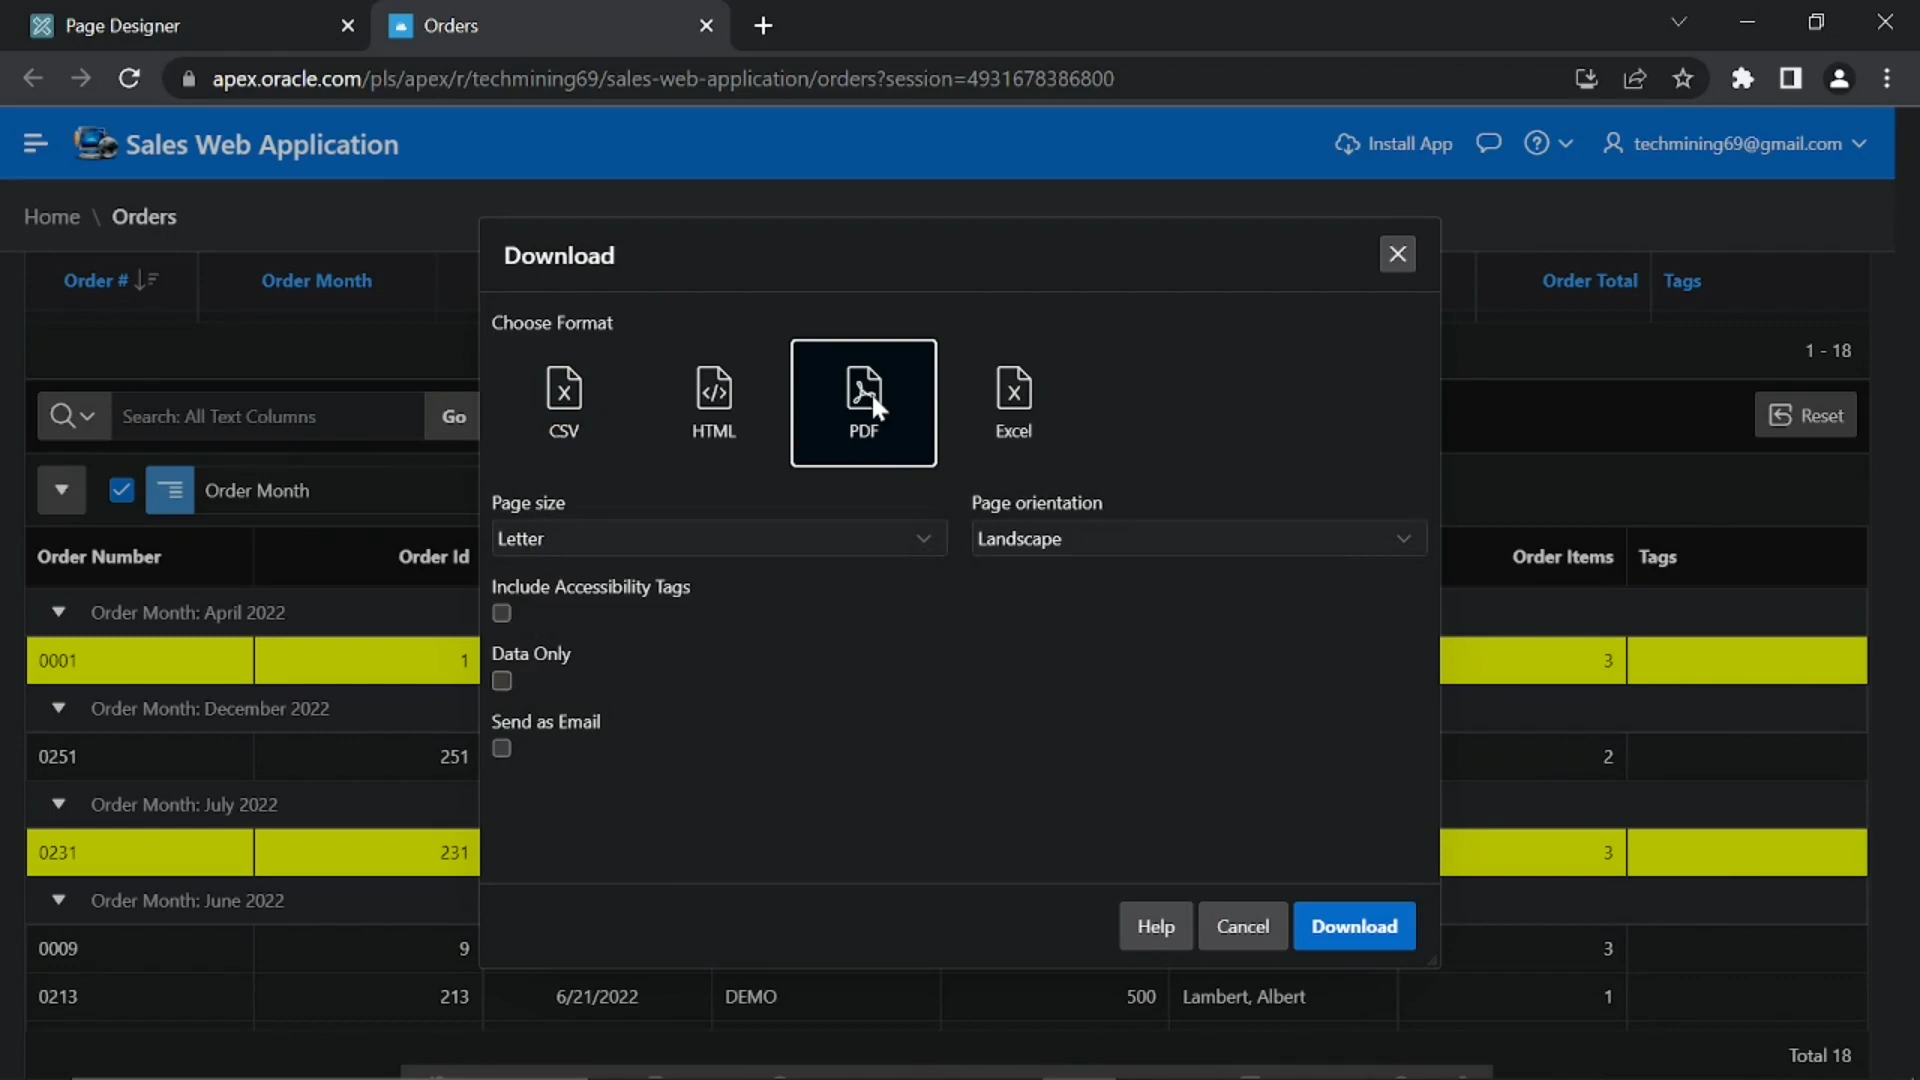 Page Designer
Orders
apex.oracle.com/pls/apex/r/techmining69/sales-web-application/orders?session=4931678386800
Sales Web Application
Install App
techmining69@gmail.com
Home \ Orders
Download
Order #
Order Month
Order Total
Tags
Choose Format
1 - 18
CSV
HTML
PDF
Excel
Search: All Text Columns
Go
Reset
Order Month
Page size
Page orientation
Letter
Landscape
Order Number
Order Id
Order Items
Tags
Include Accessibility Tags
Order Month: April 2022
0001
1
3
Data Only
Order Month: December 2022
Send as Email
0251
251
2
Order Month: July 2022
0231
231
3
Order Month: June 2022
Help
Cancel
Download
0009
9
3
0213
213
6/21/2022
DEMO
500
Lambert, Albert
1
Total 18